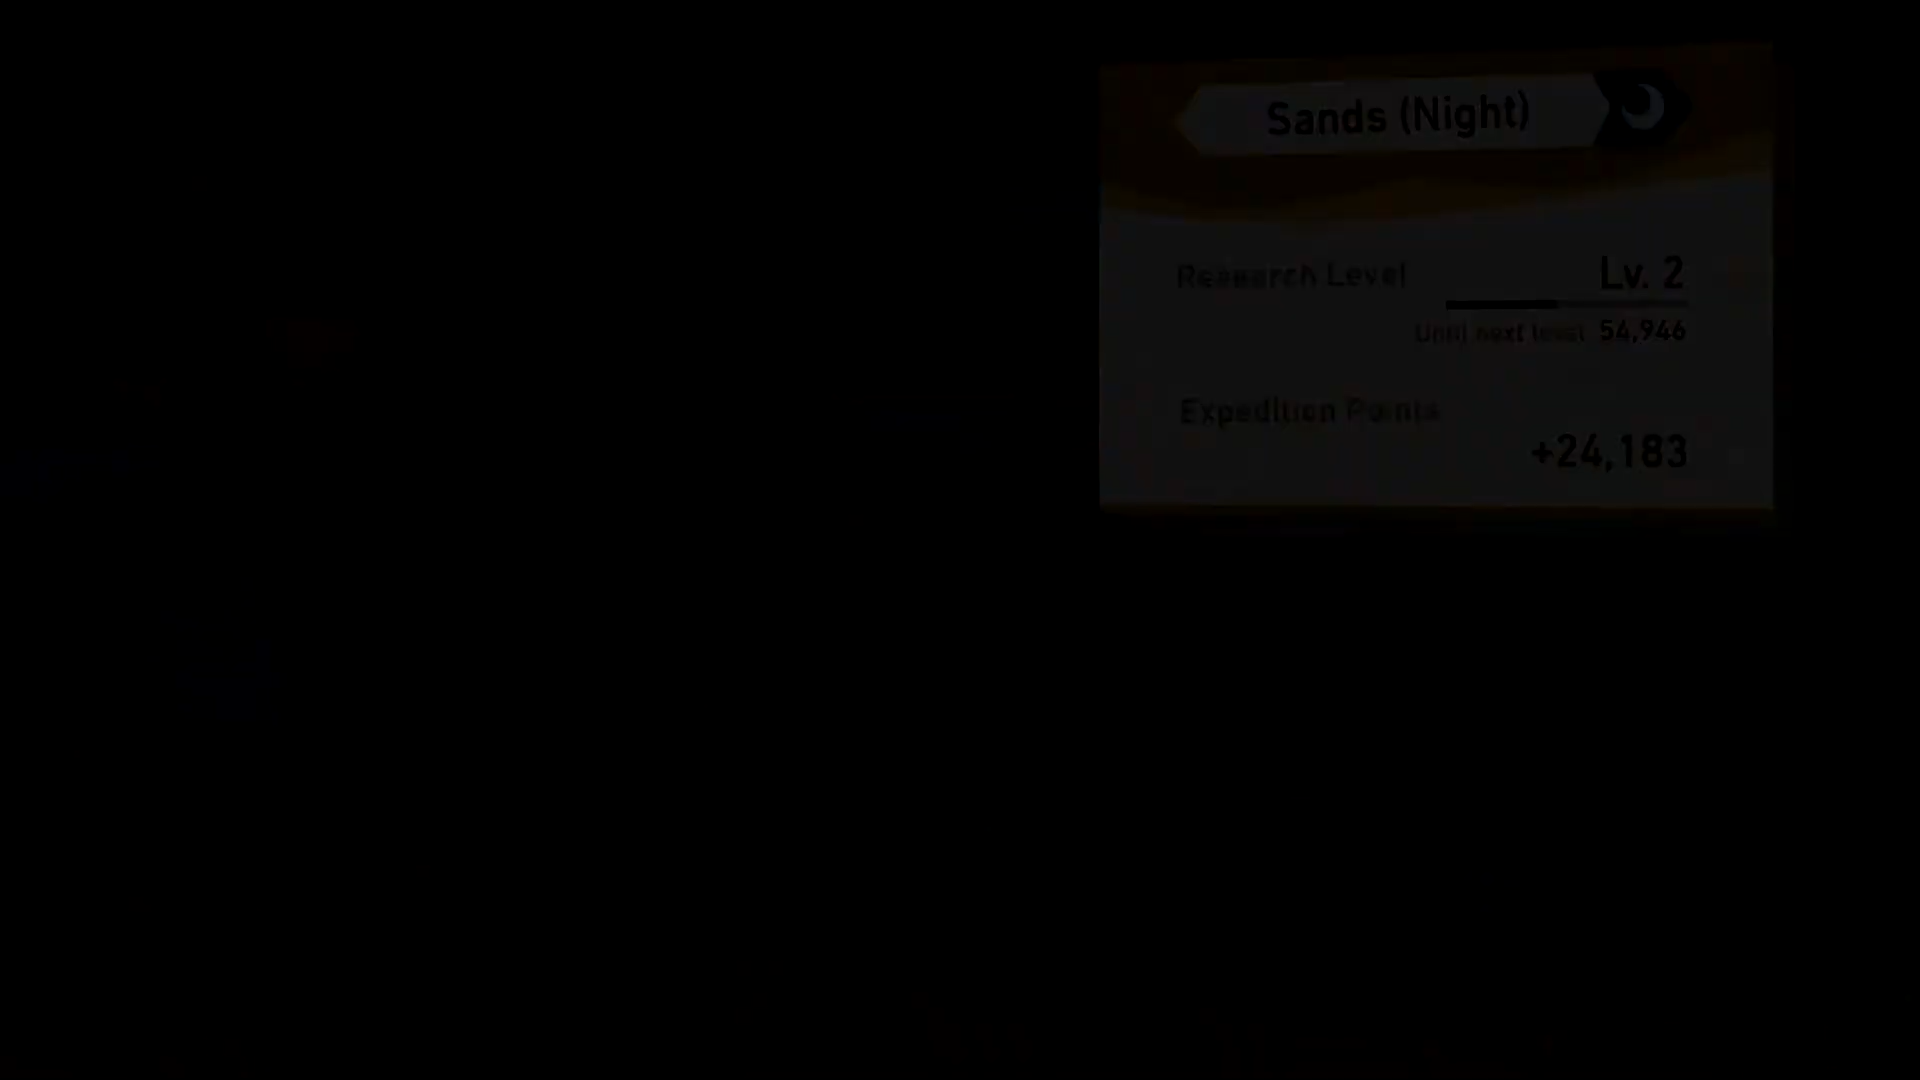 Sands (Night)
Research Level
Lv. 2
Until next level 54,946
Expedition Points
+24,183